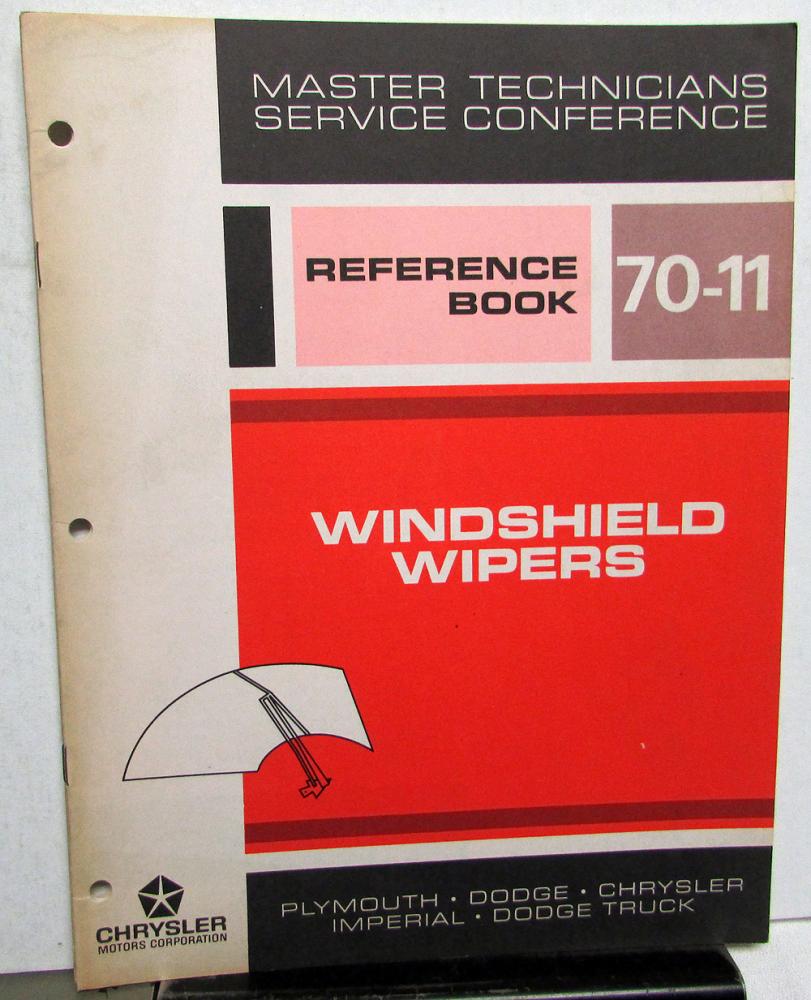 MASTER TECHNICIANS
SERVICE CONFERENCE
REFERENCE
BOOK
70-11
WINDSHIELD
WIPERS
CHRYSLER
MOTORS CORPORATION
PLYMOUTH • DODGE • CHRYSLER
IMPERIAL • DODGE TRUCK